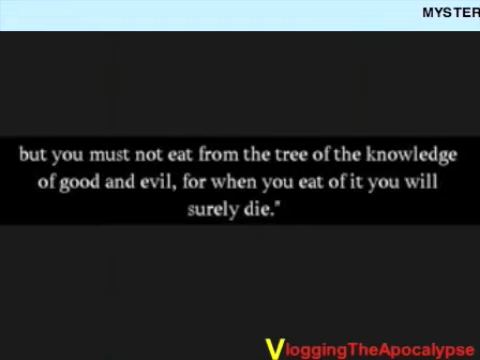 MYSTER
but you must not eat from the tree of the knowledge
of good and evil, for when you eat of it you will
surely die."
VloggingTheApocalypse